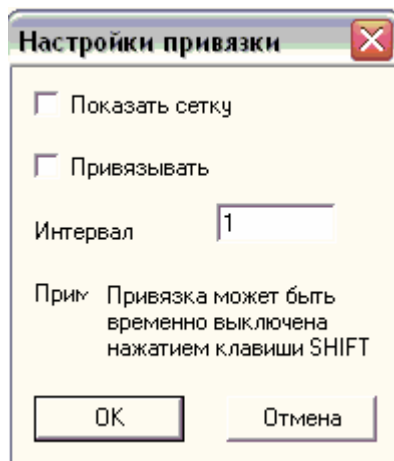 Настройки привязки
Показать сетку
Привязывать
Интервал 1
Прим Привязка может быть
временно выключена
нажатием клавиши SHIFT
OK Отмена